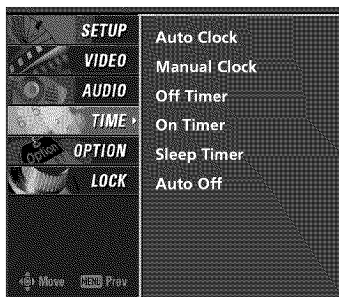 SETUP
VIDEO
AUDIO
TIME
OPTION
LOCK
Option
Move MENU Prev
Auto Clock
Manual Clock
Off Timer
On Timer
Sleep Timer
Auto Off